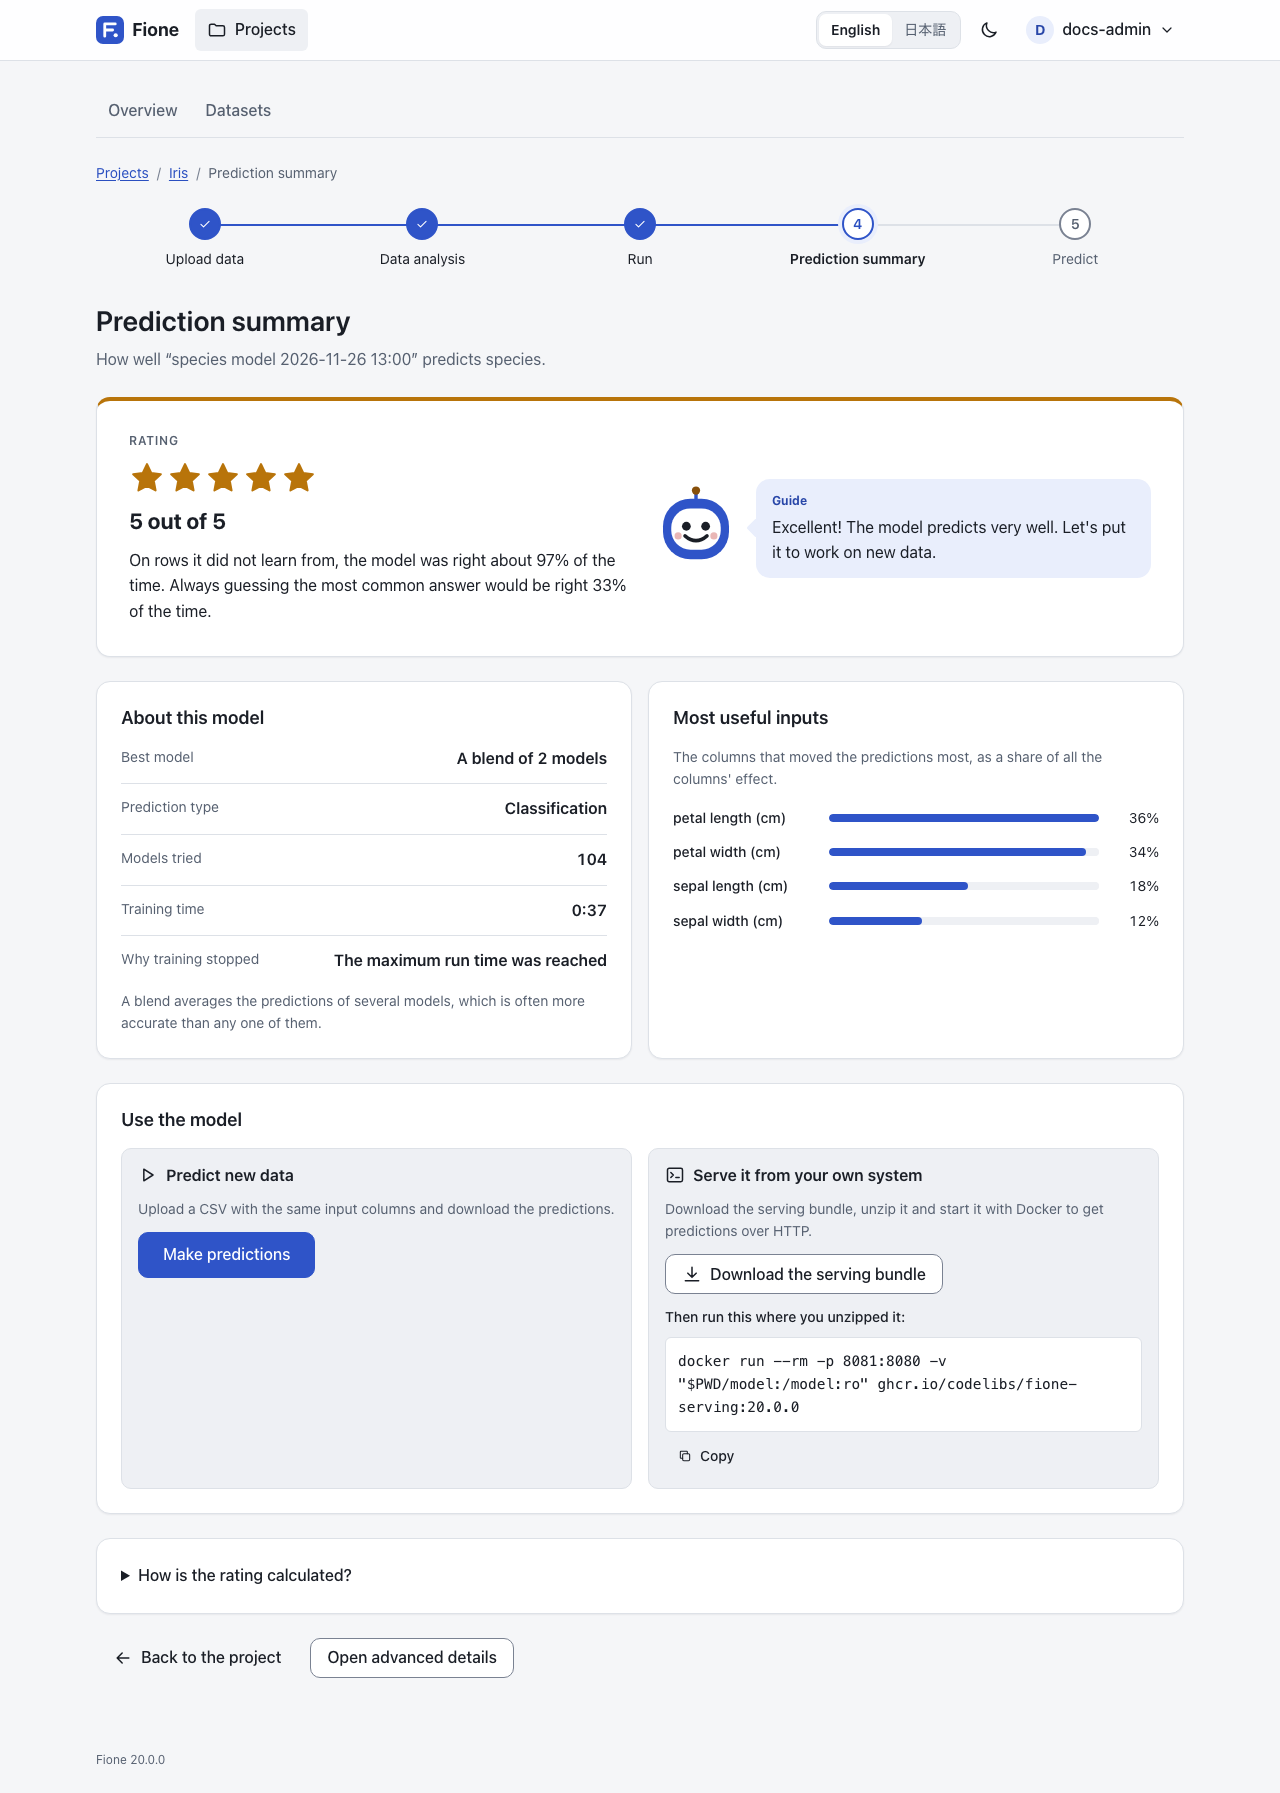 F. Fione
Projects
English
日本語
D
docs-admin
Overview
Datasets
Projects / Iris / Prediction summary
4
5
Upload data
Data analysis
Run
Prediction summary
Predict
Prediction summary
How well “species model 2026-11-26 13:00” predicts species.
RATING
5 out of 5
On rows it did not learn from, the model was right about 97% of the
time. Always guessing the most common answer would be right 33%
of the time.
Guide
Excellent! The model predicts very well. Let's put
it to work on new data.
About this model
Best model
A blend of 2 models
Prediction type
Classification
Models tried
104
Training time
0:37
Why training stopped
The maximum run time was reached
A blend averages the predictions of several models, which is often more
accurate than any one of them.
Most useful inputs
The columns that moved the predictions most, as a share of all the
columns' effect.
petal length (cm)
36%
petal width (cm)
34%
sepal length (cm)
18%
sepal width (cm)
12%
Use the model
Predict new data
Upload a CSV with the same input columns and download the predictions.
Make predictions
Serve it from your own system
Download the serving bundle, unzip it and start it with Docker to get
predictions over HTTP.
Download the serving bundle
Then run this where you unzipped it:
docker run --rm -p 8081:8080 -v
"$PWD/model:/model:ro" ghcr.io/codelibs/fione-
serving:20.0.0
Copy
How is the rating calculated?
Back to the project
Open advanced details
Fione 20.0.0